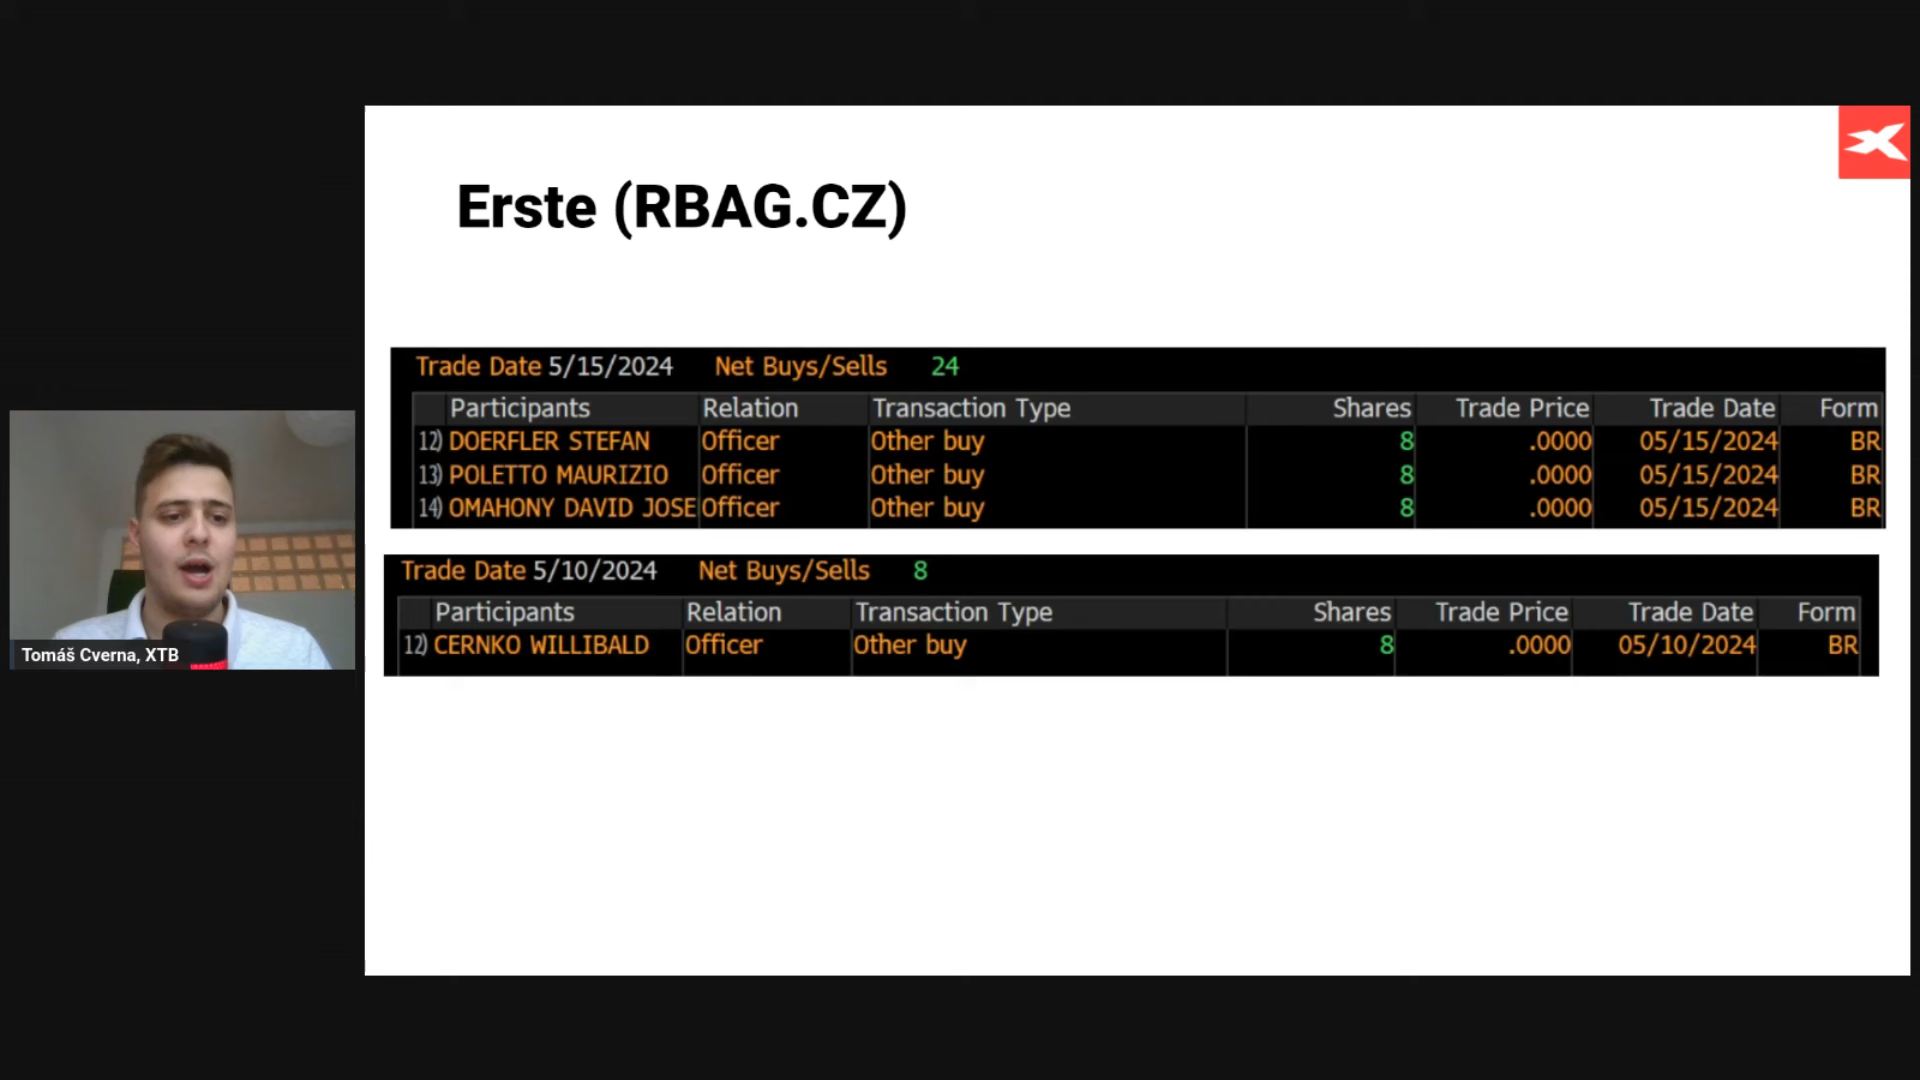 Erste (RBAG.CZ)
Trade Date 5/15/2024 Net Buys/Sells 24
Participants Relation Transaction Type Shares Trade Price Trade Date Form
12) DOERFLER STEFAN Officer Other buy 8 .0000 05/15/2024 BR
13) POLETTO MAURIZIO Officer Other buy 8 .0000 05/15/2024 BR
14) OMAHONY DAVID JOSE Officer Other buy 8 .0000 05/15/2024 BR
Trade Date 5/10/2024 Net Buys/Sells 8
Participants Relation Transaction Type Shares Trade Price Trade Date Form
12) CERNKO WILLIBALD Officer Other buy 8 .0000 05/10/2024 BR
Tomáš Cverna, XTB